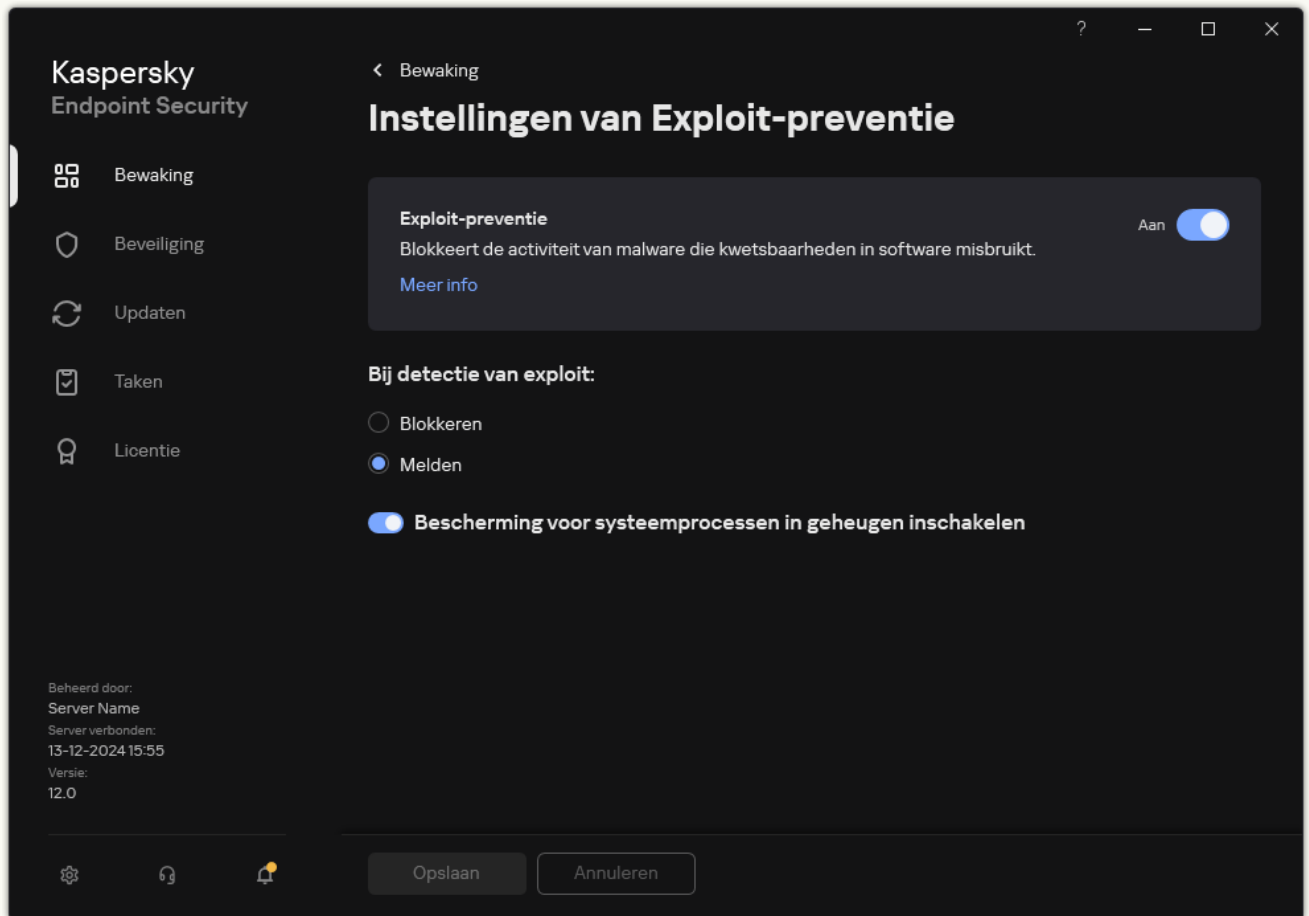 ?
Kaspersky
Endpoint Security
Bewaking
Instellingen van Exploit-preventie
Bewaking
Beveiliging
Updaten
Taken
Licentie
Exploit-preventie
Aan
Blokkeert de activiteit van malware die kwetsbaarheden in software misbruikt.
Meer info
Bij detectie van exploit:
Blokkeren
Melden
Bescherming voor systeemprocessen in geheugen inschakelen
Beheerd door:
Server Name
Server verbonden:
13-12-2024 15:55
Versie:
12.0
Opslaan
Annuleren